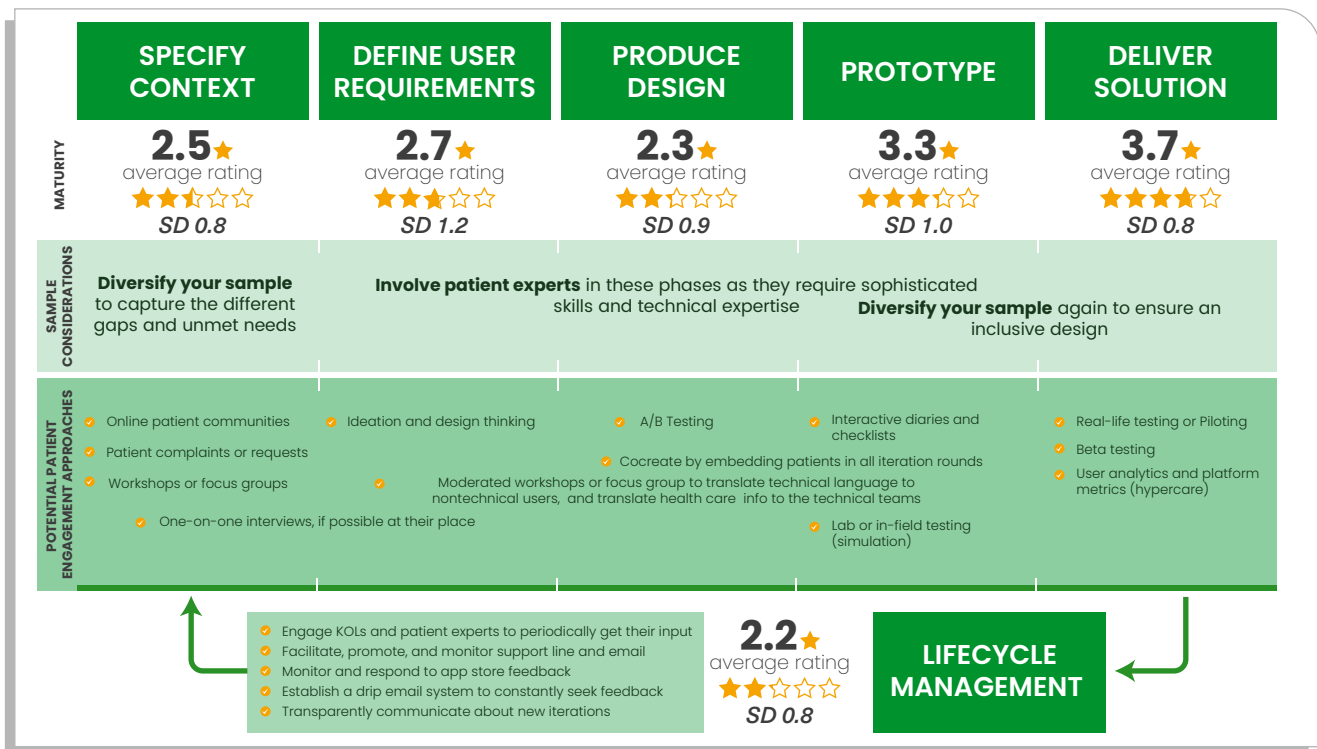 SPECIFY
CONTEXT
DEFINE USER
REQUIREMENTS
PRODUCE
DESIGN
PROTOTYPE
DELIVER
SOLUTION
MATURITY
2.5
average rating
SD 0.8
2.7
average rating
SD 1.2
2.3
average rating
SD 0.9
3.3
average rating
SD 1.0
3.7
average rating
SD 0.8
SAMPLE
CONSIDERATIONS
Diversify your sample
to capture the different
gaps and unmet needs
Involve patient experts in these phases as they require sophisticated
skills and technical expertise
Diversify your sample again to ensure an
inclusive design
POTENTIAL PATIENT
ENGAGEMENT APPROACHES
Online patient communities
Patient complaints or requests
Workshops or focus groups
One-on-one interviews, if possible at their place
Ideation and design thinking
Moderated workshops or focus group to translate technical language to
nontechnical users, and translate health care info to the technical teams
A/B Testing
Cocreate by embedding patients in all iteration rounds
Interactive diaries and
checklists
Lab or in-field testing
(simulation)
Real-life testing or Piloting
Beta testing
User analytics and platform
metrics (hypercare)
Engage KOLs and patient experts to periodically get their input
Facilitate, promote, and monitor support line and email
Monitor and respond to app store feedback
Establish a drip email system to constantly seek feedback
Transparently communicate about new iterations
2.2
average rating
SD 0.8
LIFECYCLE
MANAGEMENT